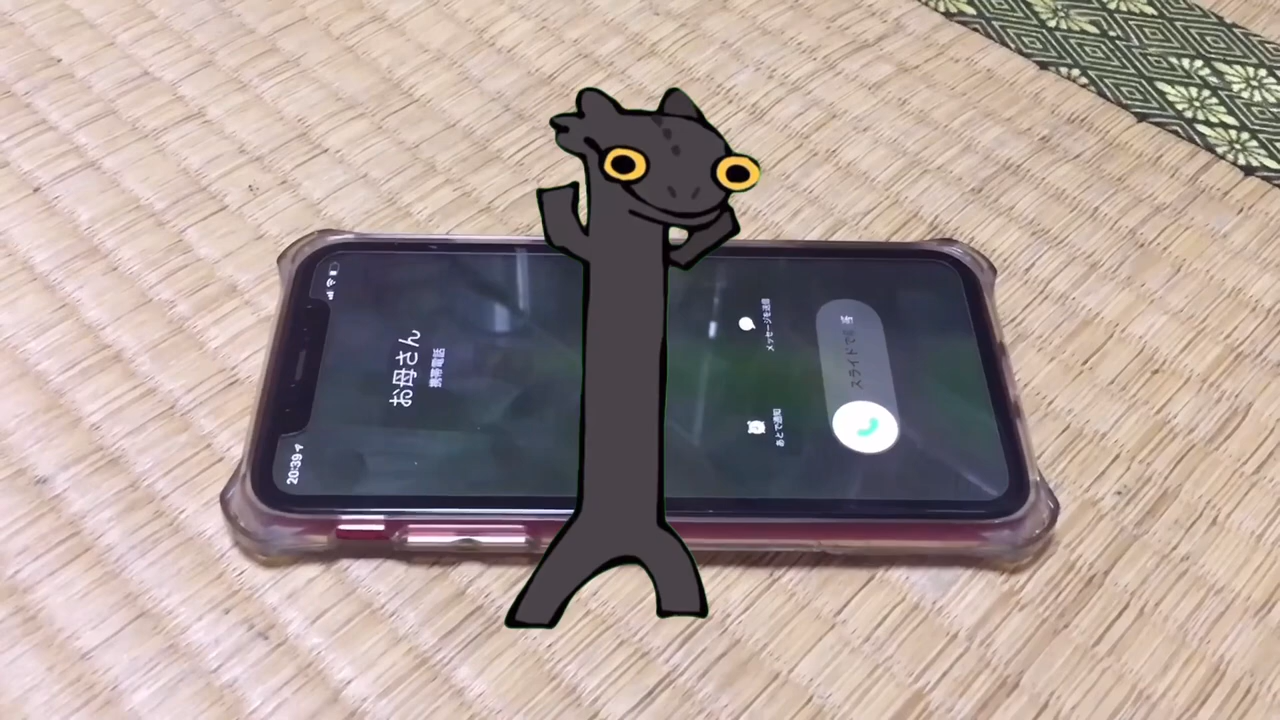 20:39
お母さん
携帯電話
あとで通知
メッセージを送信
スライドで